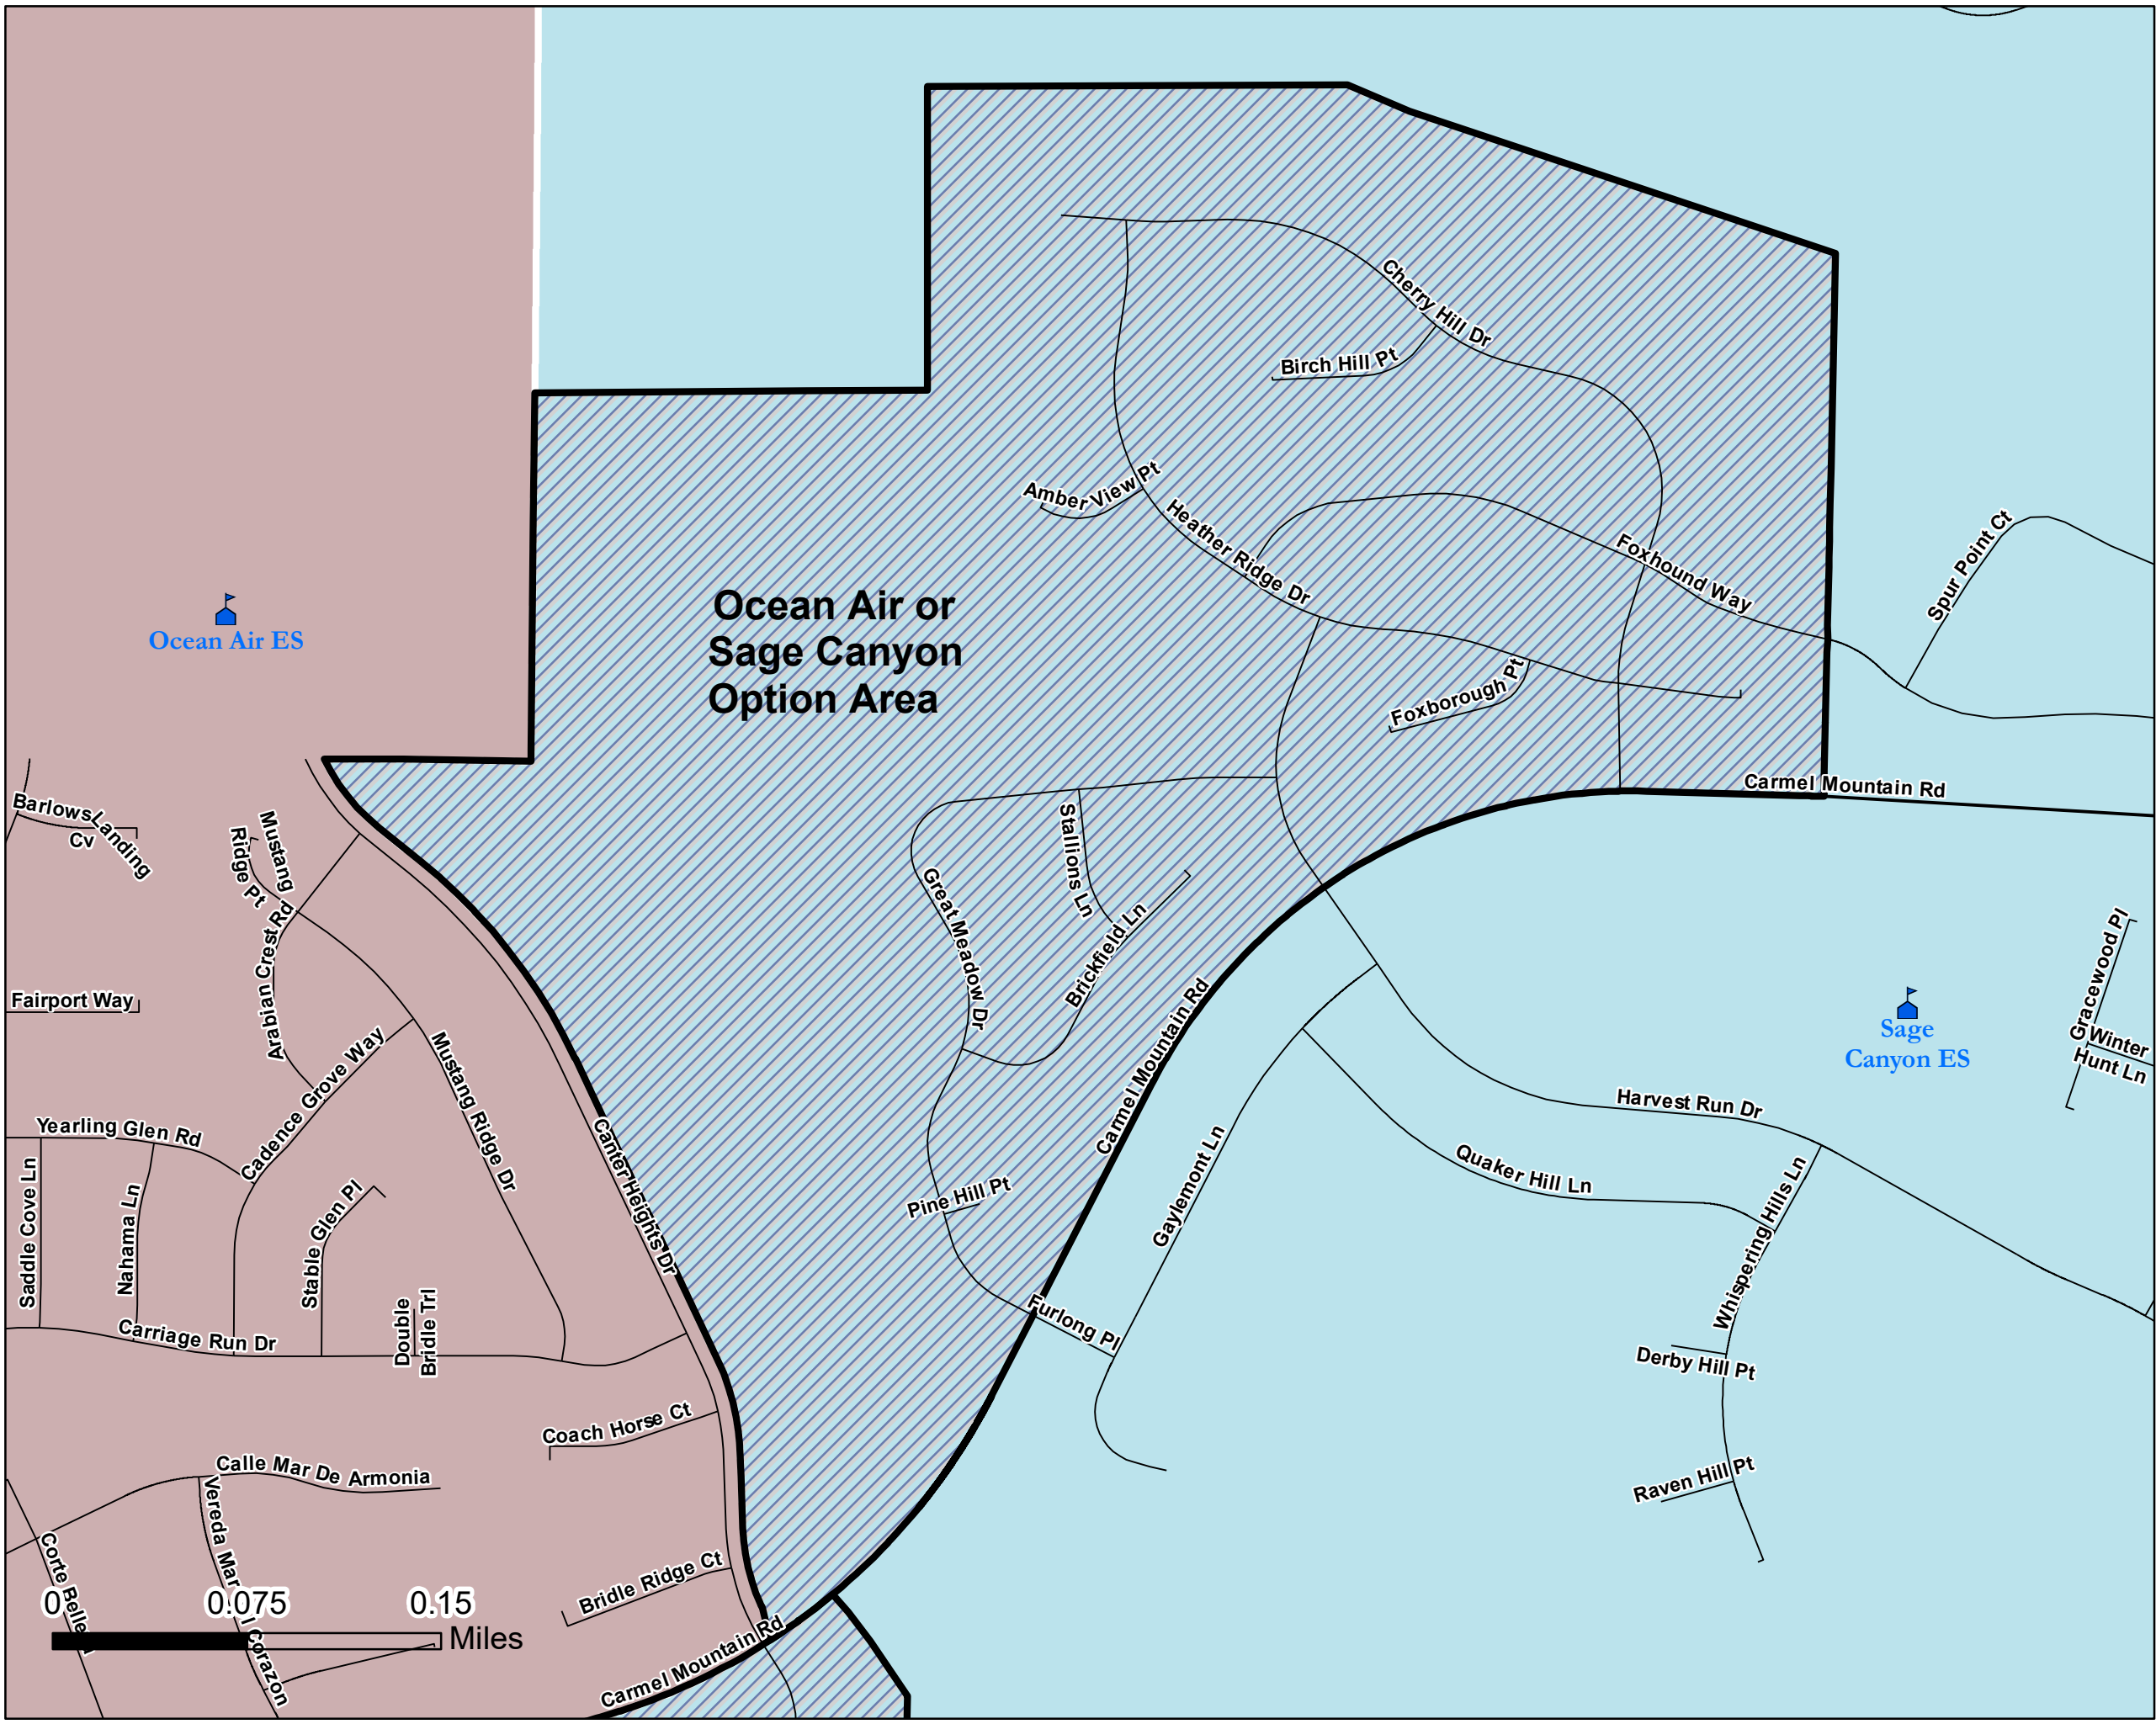 Cherry Hill Dr
Birch Hill Pt
Amber View Pt
Heather Ridge Dr
Foxhound Way
Spur Point Ct
Ocean Air or
Sage Canyon
Option Area
Ocean Air ES
Foxborough Pt
Carmel Mountain Rd
Barlows Landing
Cv
Mustang
Ridge Pt
Stallions Ln
Great Meadow Dr
Brickfield Ln
Arabian Crest Rd
Fairport Way
Carmel Mountain Rd
Gracewood Pl
Winter
Hunt Ln
Sage
Canyon ES
Cadence Grove Way
Mustang Ridge Dr
Yearling Glen Rd
Canter Heights Dr
Harvest Run Dr
Saddle Cove Ln
Nahama Ln
Stable Glen Pl
Pine Hill Pt
Gaylemont Ln
Quaker Hill Ln
Whispering Hills Ln
Furlong Pl
Carriage Run Dr
Double
Bridle Trl
Derby Hill Pt
Coach Horse Ct
Calle Mar De Armonia
Raven Hill Pt
Vereda Mar
l Corazon
Corte Belle
Bridle Ridge Ct
Carmel Mountain Rd
0 0.075 0.15
Miles